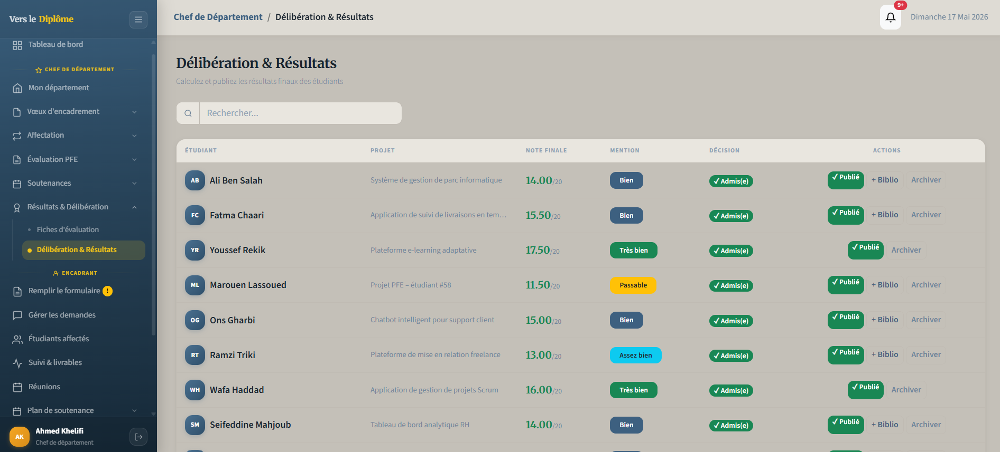 Vers le Diplôme
Chef de Département / Délibération & Résultats
9+
Dimanche 17 Mai 2026
Tableau de bord
CHEF DE DÉPARTEMENT
Mon département
Vœux d'encadrement
Affectation
Évaluation PFE
Soutenances
Résultats & Délibération
Fiches d'évaluation
Délibération & Résultats
ENCADRANT
Remplir le formulaire !
Gérer les demandes
Étudiants affectés
Suivi & livrables
Réunions
Plan de soutenance
AK Ahmed Khelifi
Chef de département
Délibération & Résultats
Calculez et publiez les résultats finaux des étudiants
Rechercher...
ÉTUDIANT PROJET NOTE FINALE MENTION DÉCISION ACTIONS
AB Ali Ben Salah Système de gestion de parc informatique 14.00/20 Bien ✓ Admis(e) ✓ Publié + Biblio Archiver
FC Fatma Chaari Application de suivi de livraisons en tem... 15.50/20 Bien ✓ Admis(e) ✓ Publié + Biblio Archiver
YR Youssef Rekik Plateforme e-learning adaptative 17.50/20 Très bien ✓ Admis(e) ✓ Publié Archiver
ML Marouen Lassoued Projet PFE – étudiant #58 11.50/20 Passable ✓ Admis(e) ✓ Publié + Biblio Archiver
OG Ons Gharbi Chatbot intelligent pour support client 15.00/20 Bien ✓ Admis(e) ✓ Publié + Biblio Archiver
RT Ramzi Triki Plateforme de mise en relation freelance 13.00/20 Assez bien ✓ Admis(e) ✓ Publié + Biblio Archiver
WH Wafa Haddad Application de gestion de projets Scrum 16.00/20 Très bien ✓ Admis(e) ✓ Publié Archiver
SM Seifeddine Mahjoub Tableau de bord analytique RH 14.00/20 Bien ✓ Admis(e) ✓ Publié + Biblio Archiver